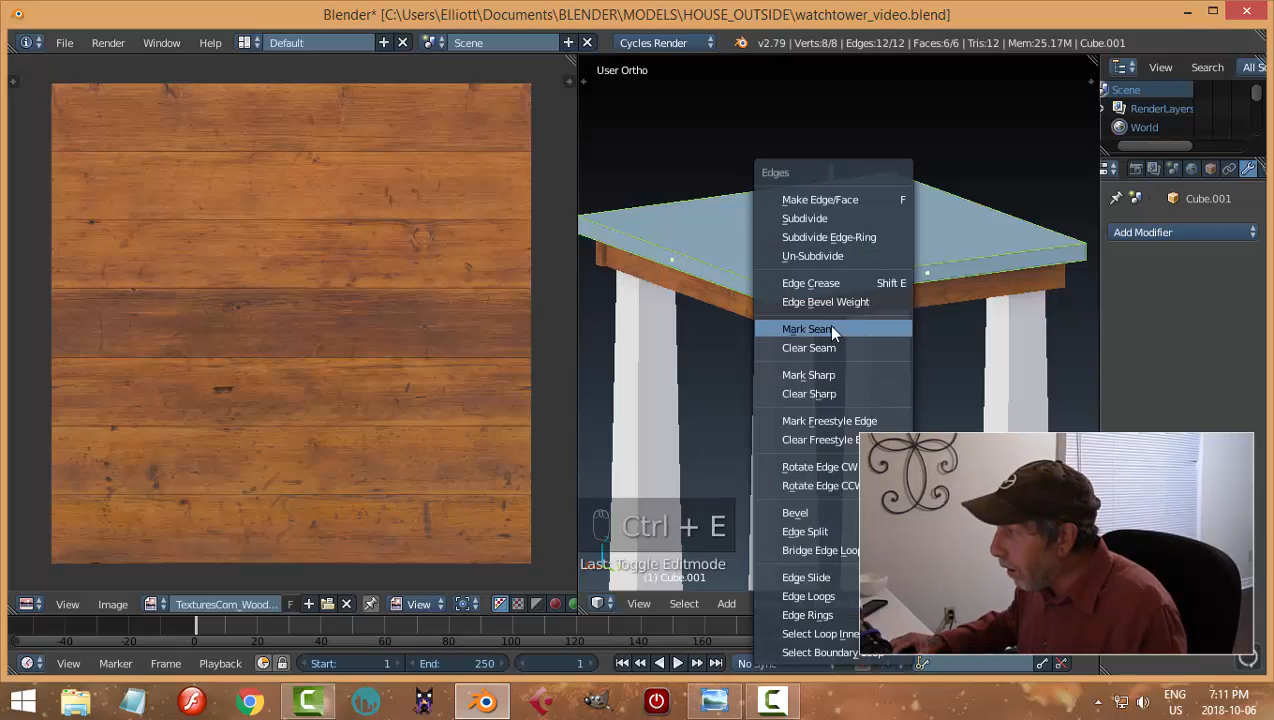 Blender* [C:\Users\Elliott\Documents\BLENDER\MODELS\HOUSE_OUTSIDE\watchtower_video.blend]
File Render Window Help Default Scene Cycles Render v2.79 | Verts:8/8 | Edges:12/12 | Faces:6/6 | Tris:12 | Mem:25.17M | Cube.001
User Ortho
View Search All S
Scene
RenderLayers
World
Cube.001
Add Modifier
Edges
Make Edge/Face F
Subdivide
Subdivide Edge-Ring
Un-Subdivide
Edge Crease Shift E
Edge Bevel Weight
Mark Seam
Clear Seam
Mark Sharp
Clear Sharp
Mark Freestyle Edge
Clear Freestyle E
Rotate Edge CW
Rotate Edge CCW
Bevel
Edge Split
Bridge Edge Loop
Edge Slide
Edge Loops
Edge Rings
Select Loop Inne
Select Boundary Loop
Ctrl + E
Last: Toggle Editmode
(1) Cube.001
View Image TexturesCom_Wood... F View
View Select Add
-40 -20 0 20 40 60 80 100 120 140 160
View Marker Frame Playback Start: 1 End: 250 1 No Sync
ENG 7:11 PM
US 2018-10-06